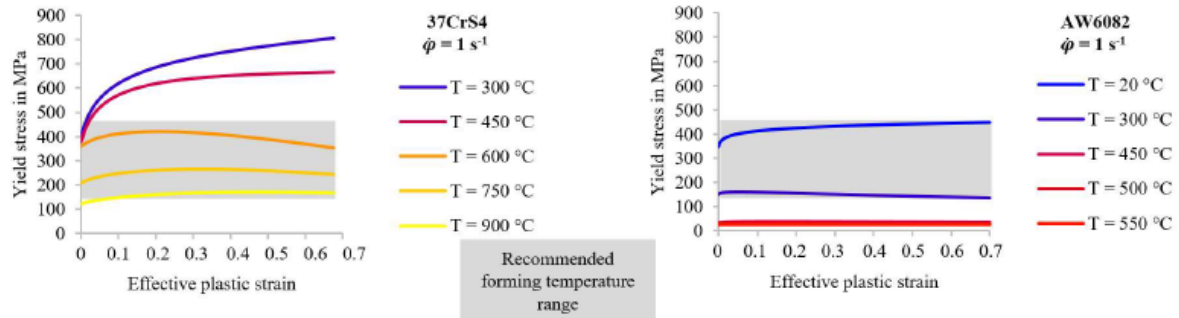 900
800
700
600
500
400
300
200
100
0
Yield stress in MPa
0 0.1 0.2 0.3 0.4 0.5 0.6 0.7
Effective plastic strain
37CrS4
φ̇ = 1 s⁻¹
T = 300 °C
T = 450 °C
T = 600 °C
T = 750 °C
T = 900 °C
Recommended
forming temperature
range
900
800
700
600
500
400
300
200
100
0
Yield stress in MPa
0 0.1 0.2 0.3 0.4 0.5 0.6 0.7
Effective plastic strain
AW6082
φ̇ = 1 s⁻¹
T = 20 °C
T = 300 °C
T = 450 °C
T = 500 °C
T = 550 °C